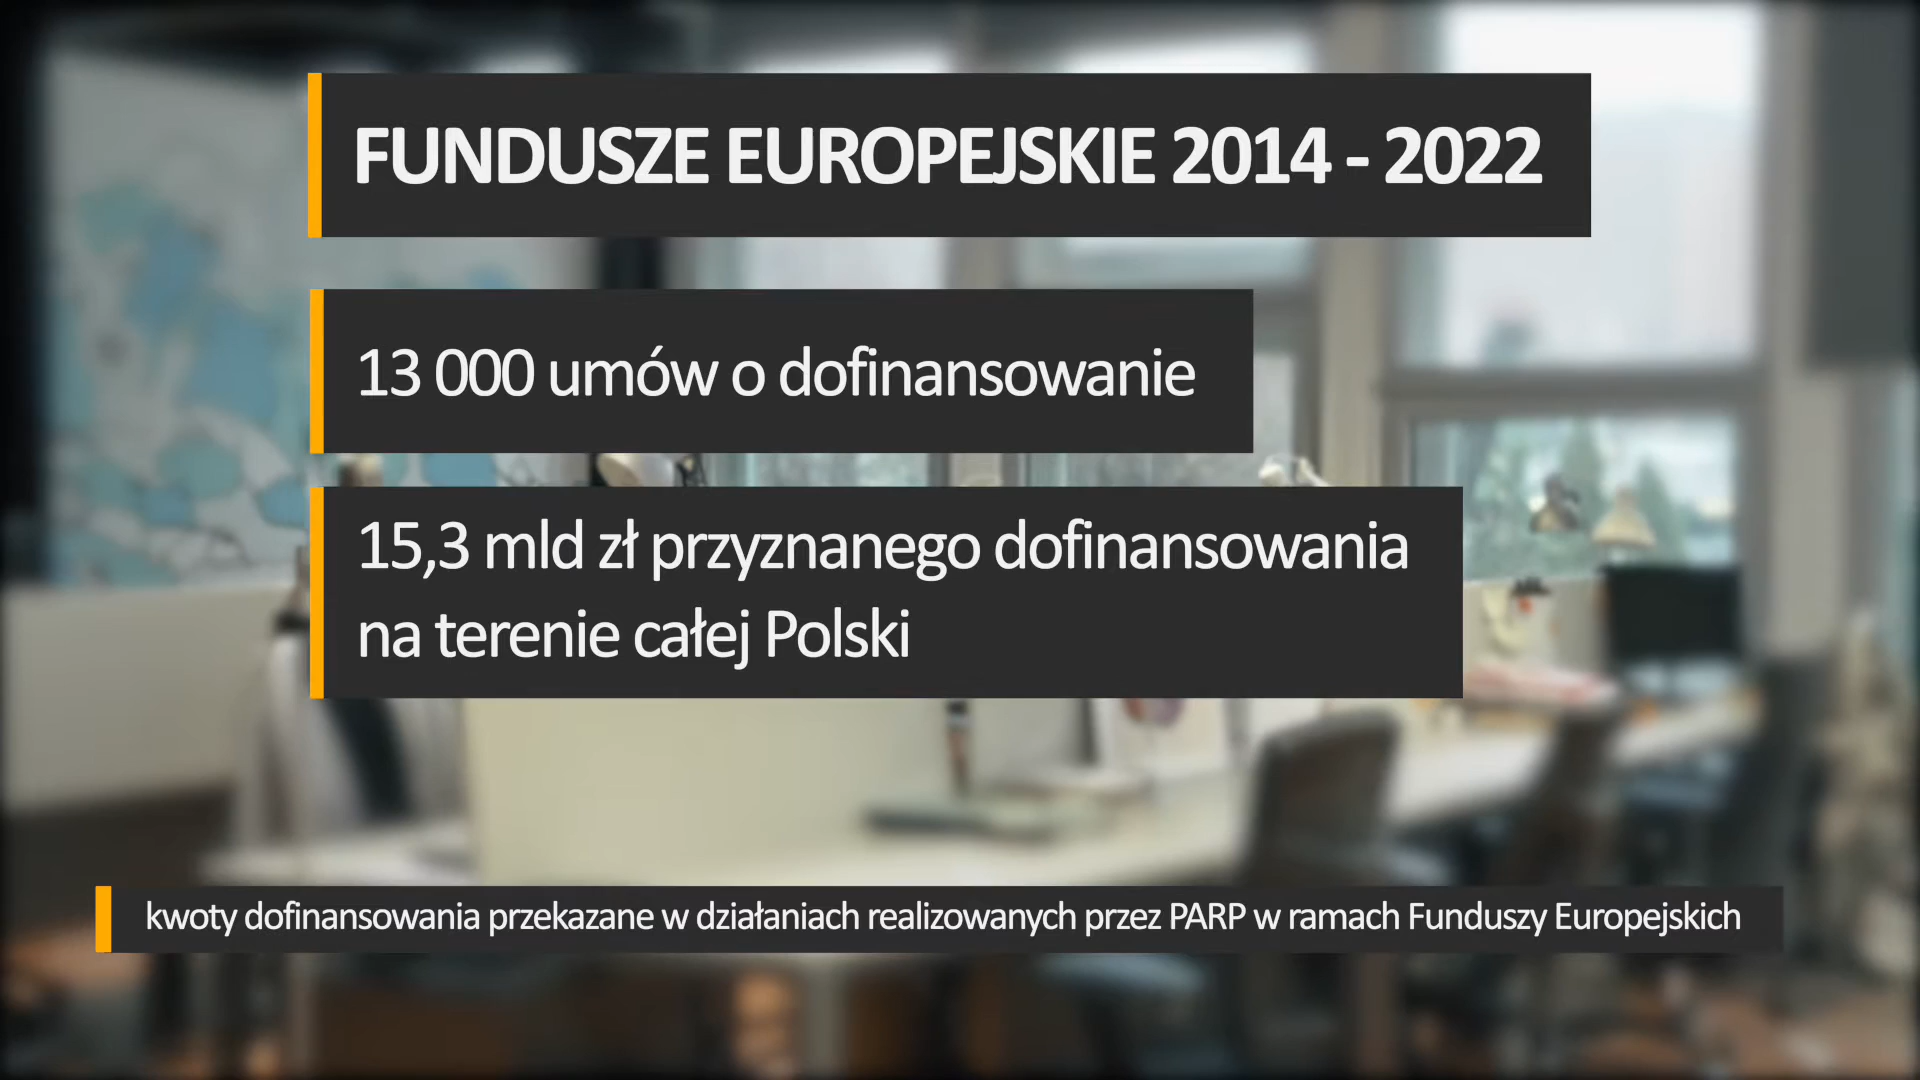 FUNDUSZE EUROPEJSKIE 2014 - 2022
13 000 umów o dofinansowanie
15,3 mld zł przyznanego dofinansowania
na terenie całej Polski
kwoty dofinansowania przekazane w działaniach realizowanych przez PARP w ramach Funduszy Europejskich